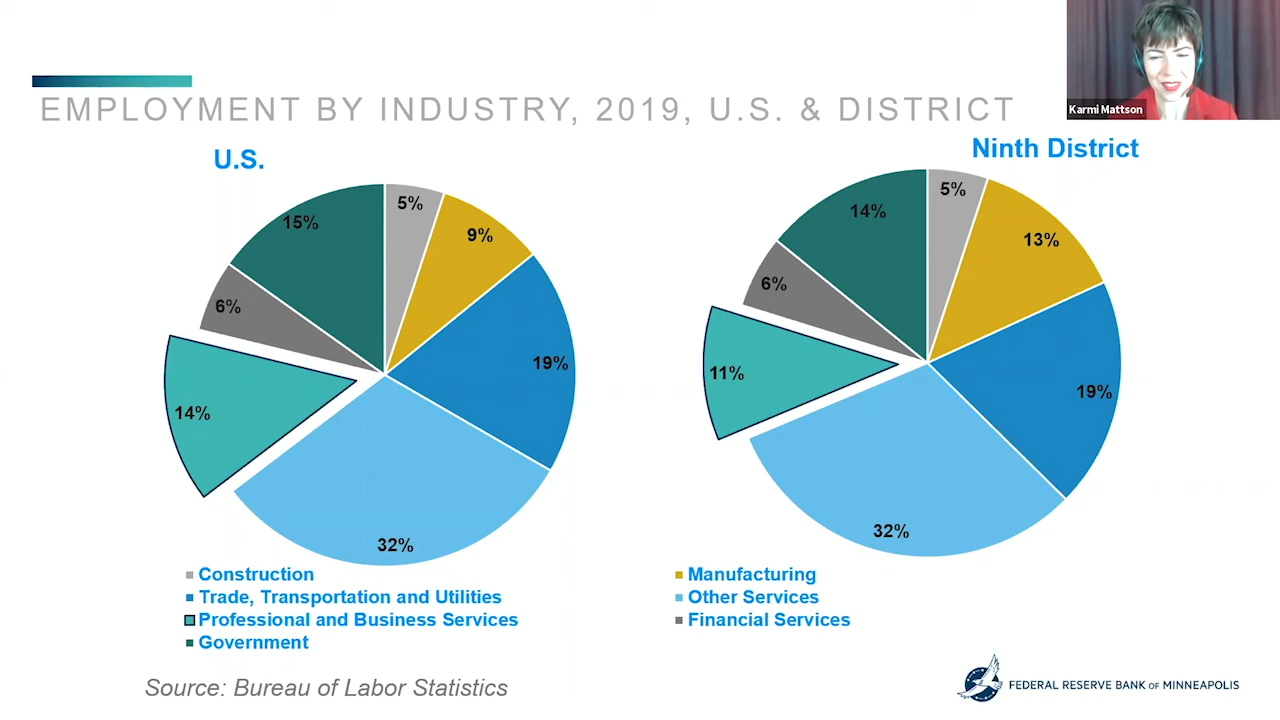 Karmi Mattson
EMPLOYMENT BY INDUSTRY, 2019, U.S. & DISTRICT
U.S.
5%
9%
19%
32%
14%
6%
15%
Ninth District
5%
13%
19%
32%
11%
6%
14%
Construction
Trade, Transportation and Utilities
Professional and Business Services
Government
Manufacturing
Other Services
Financial Services
Source: Bureau of Labor Statistics
FEDERAL RESERVE BANK OF MINNEAPOLIS